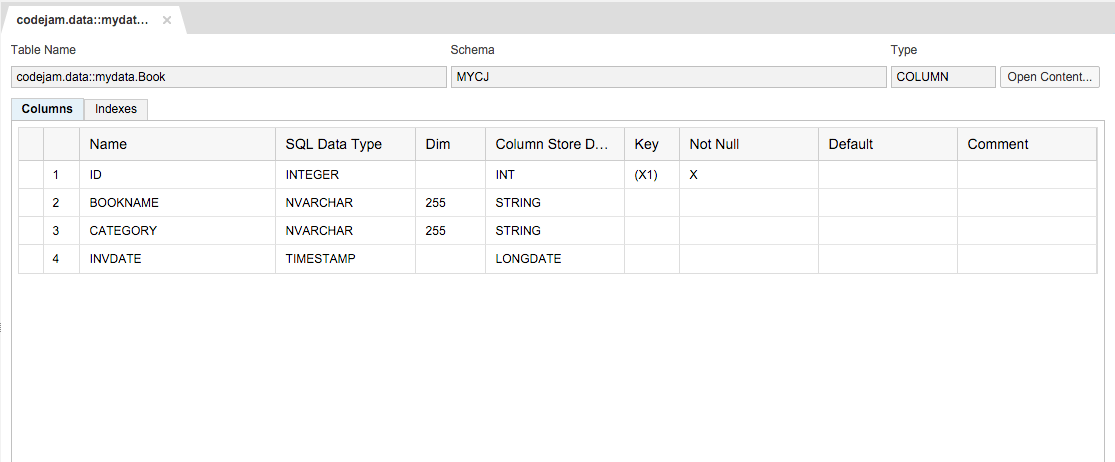 codejam.data::mydat...
Table Name Schema Type
codejam.data::mydata.Book MYCJ COLUMN Open Content...
Columns Indexes
Name SQL Data Type Dim Column Store D... Key Not Null Default Comment
1 ID INTEGER INT (X1) X
2 BOOKNAME NVARCHAR 255 STRING
3 CATEGORY NVARCHAR 255 STRING
4 INVDATE TIMESTAMP LONGDATE